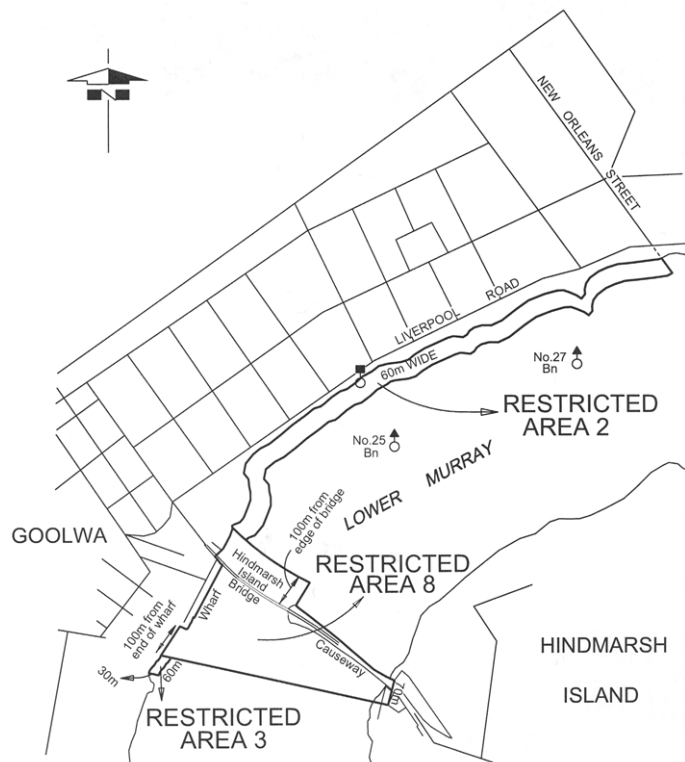 NEW ORLEANS STREET
LIVERPOOL ROAD
60m WIDE
No.27
Bn
RESTRICTED
AREA 2
No.25
Bn
LOWER MURRAY
100m from
edge of bridge
GOOLWA
Hindmarsh
Island
Bridge
RESTRICTED
AREA 8
Wharf
100m from
end of wharf
Causeway
HINDMARSH
ISLAND
30m
60m
70m
RESTRICTED
AREA 3
N